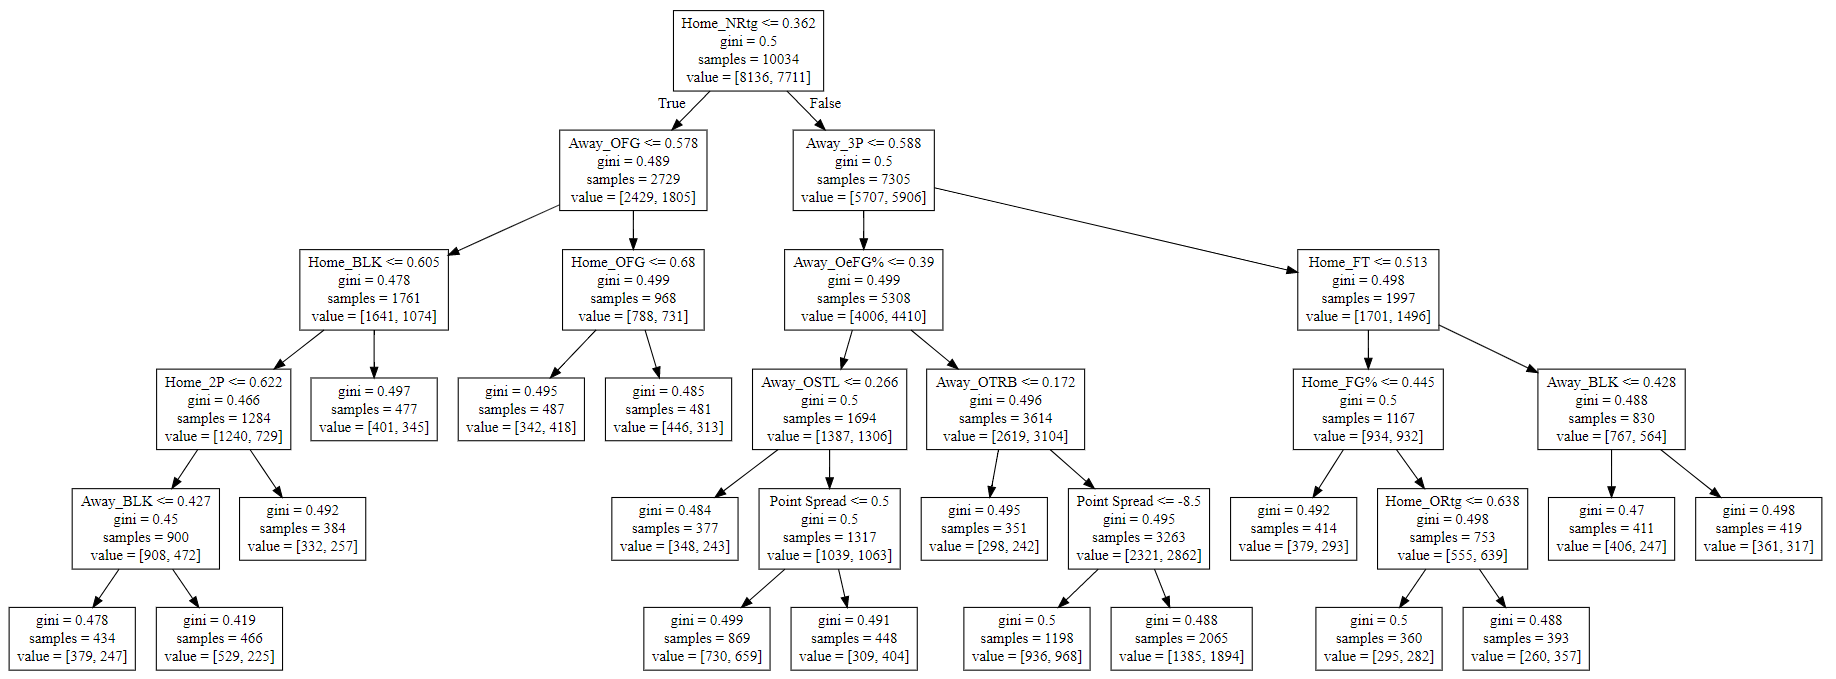 Home_NRtg <= 0.362
gini = 0.5
samples = 10034
value = [8136, 7711]
True
False
Away_OFG <= 0.578
gini = 0.489
samples = 2729
value = [2429, 1805]
Away_3P <= 0.588
gini = 0.5
samples = 7305
value = [5707, 5906]
Home_BLK <= 0.605
gini = 0.478
samples = 1761
value = [1641, 1074]
Home_OFG <= 0.68
gini = 0.499
samples = 968
value = [788, 731]
Away_OeFG% <= 0.39
gini = 0.499
samples = 5308
value = [4006, 4410]
Home_FT <= 0.513
gini = 0.498
samples = 1997
value = [1701, 1496]
Home_2P <= 0.622
gini = 0.466
samples = 1284
value = [1240, 729]
gini = 0.497
samples = 477
value = [401, 345]
gini = 0.495
samples = 487
value = [342, 418]
gini = 0.485
samples = 481
value = [446, 313]
Away_OSTL <= 0.266
gini = 0.5
samples = 1694
value = [1387, 1306]
Away_OTRB <= 0.172
gini = 0.496
samples = 3614
value = [2619, 3104]
Home_FG% <= 0.445
gini = 0.5
samples = 1167
value = [934, 932]
Away_BLK <= 0.428
gini = 0.488
samples = 830
value = [767, 564]
Away_BLK <= 0.427
gini = 0.45
samples = 900
value = [908, 472]
gini = 0.492
samples = 384
value = [332, 257]
gini = 0.484
samples = 377
value = [348, 243]
Point Spread <= 0.5
gini = 0.5
samples = 1317
value = [1039, 1063]
gini = 0.495
samples = 351
value = [298, 242]
Point Spread <= -8.5
gini = 0.495
samples = 3263
value = [2321, 2862]
gini = 0.492
samples = 414
value = [379, 293]
Home_ORtg <= 0.638
gini = 0.498
samples = 753
value = [555, 639]
gini = 0.47
samples = 411
value = [406, 247]
gini = 0.498
samples = 419
value = [361, 317]
gini = 0.478
samples = 434
value = [379, 247]
gini = 0.419
samples = 466
value = [529, 225]
gini = 0.499
samples = 869
value = [730, 659]
gini = 0.491
samples = 448
value = [309, 404]
gini = 0.5
samples = 1198
value = [936, 968]
gini = 0.488
samples = 2065
value = [1385, 1894]
gini = 0.5
samples = 360
value = [295, 282]
gini = 0.488
samples = 393
value = [260, 357]